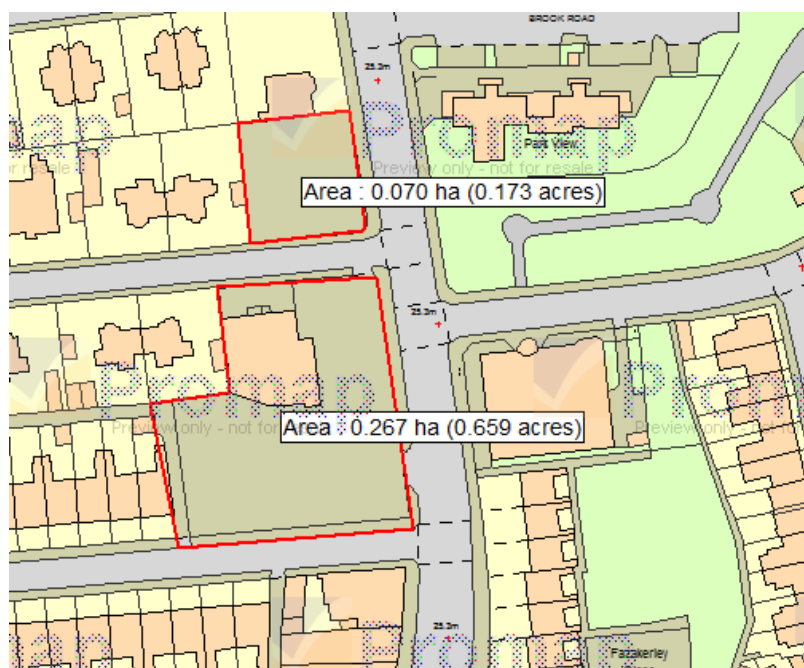 BROOK ROAD
25.3m
Park View
Preview only - not for resale
Area : 0.070 ha (0.173 acres)
25.3m
Promap
Area : 0.267 ha (0.659 acres)
25.3m
Fazakerley